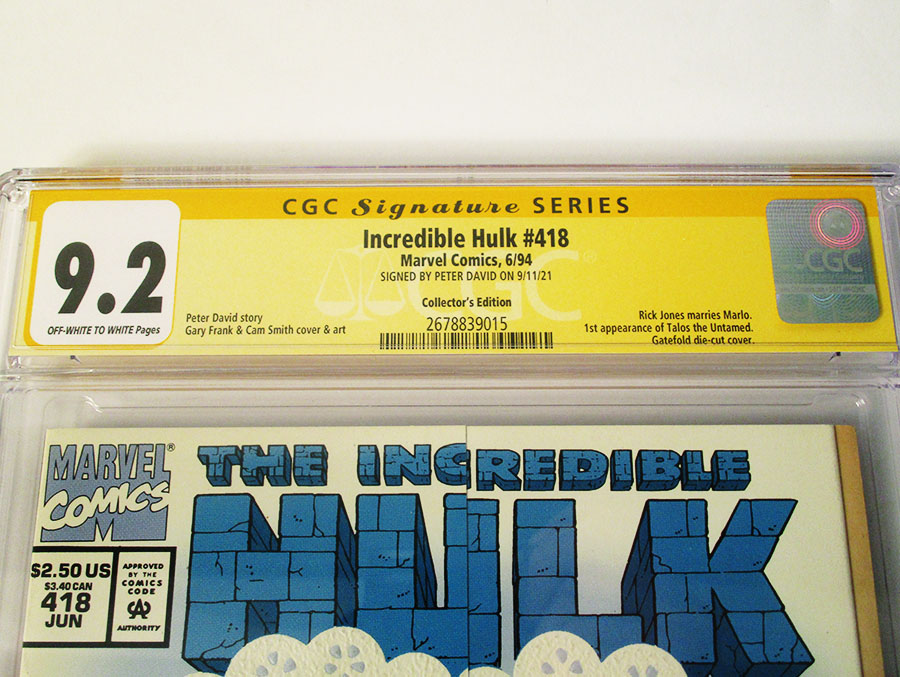 CGC Signature SERIES
Incredible Hulk #418
Marvel Comics, 6/94
SIGNED BY PETER DAVID ON 9/11/21
Collector's Edition
2678839015
9.2
OFF-WHITE TO WHITE Pages
Peter David story
Gary Frank & Cam Smith cover & art
Rick Jones marries Marlo.
1st appearance of Talos the Untamed.
Gatefold die-cut cover.
CGC®
CGC
MARVEL®
COMICS
THE INCREDIBLE
HULK
$2.50 US
$3.40 CAN
418
JUN
APPROVED
BY THE
COMICS
CODE
CA
AUTHORITY